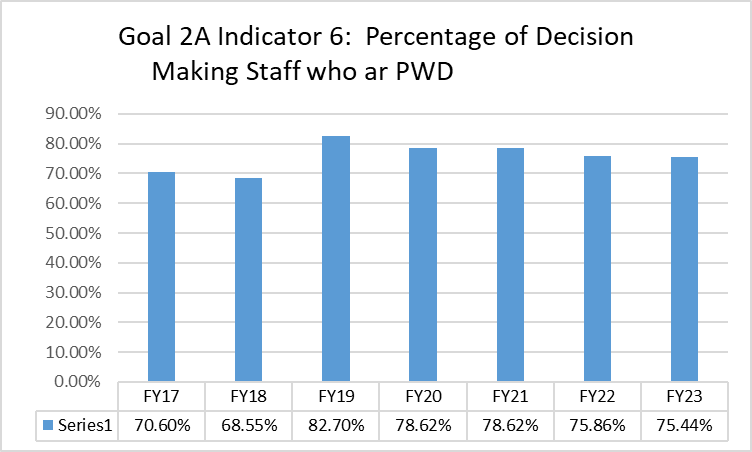 Goal 2A Indicator 6:  Percentage of Decision
Making Staff who ar PWD
90.00%
80.00%
70.00%
60.00%
50.00%
40.00%
30.00%
20.00%
10.00%
0.00%
FY17 FY18 FY19 FY20 FY21 FY22 FY23
Series1 70.60% 68.55% 82.70% 78.62% 78.62% 75.86% 75.44%